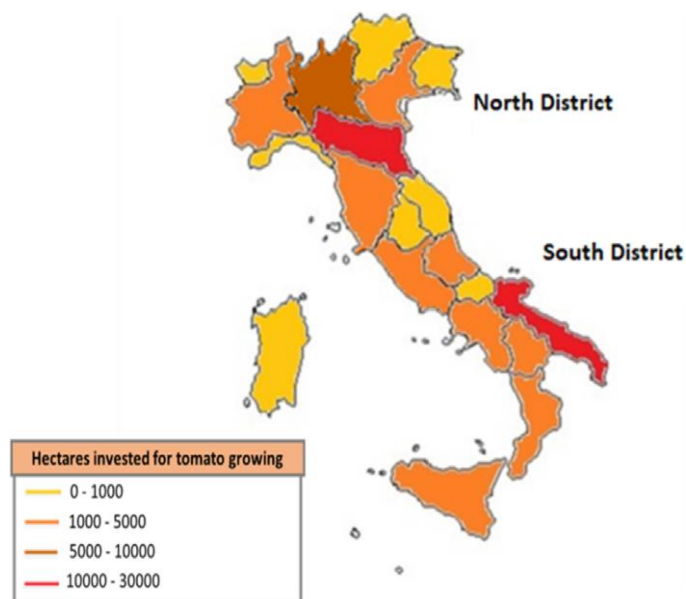 North District
South District
Hectares invested for tomato growing
0 - 1000
1000 - 5000
5000 - 10000
10000 - 30000